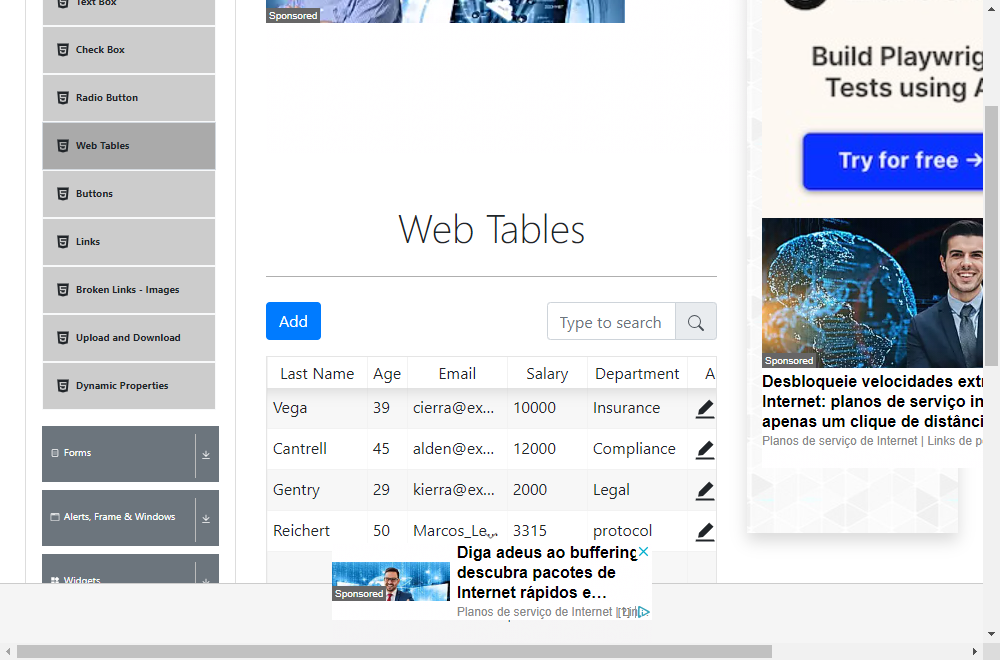 Text Box
Check Box
Radio Button
Web Tables
Buttons
Links
Broken Links - Images
Upload and Download
Dynamic Properties
Forms
Alerts, Frame & Windows
Widgets
Sponsored
Web Tables
Add
Type to search
Last Name Age Email Salary Department A
Vega 39 cierra@ex... 10000 Insurance
Cantrell 45 alden@ex... 12000 Compliance
Gentry 29 kierra@ex... 2000 Legal
Reichert 50 Marcos_Le... 3315 protocol
Sponsored
Diga adeus ao buffering
descubra pacotes de
Internet rápidos e…
Planos de serviço de Internet | Link
Build Playwrig
Tests using A
Try for free →
Sponsored
Desbloqueie velocidades extr
Internet: planos de serviço in
apenas um clique de distânci
Planos de serviço de Internet | Links de p